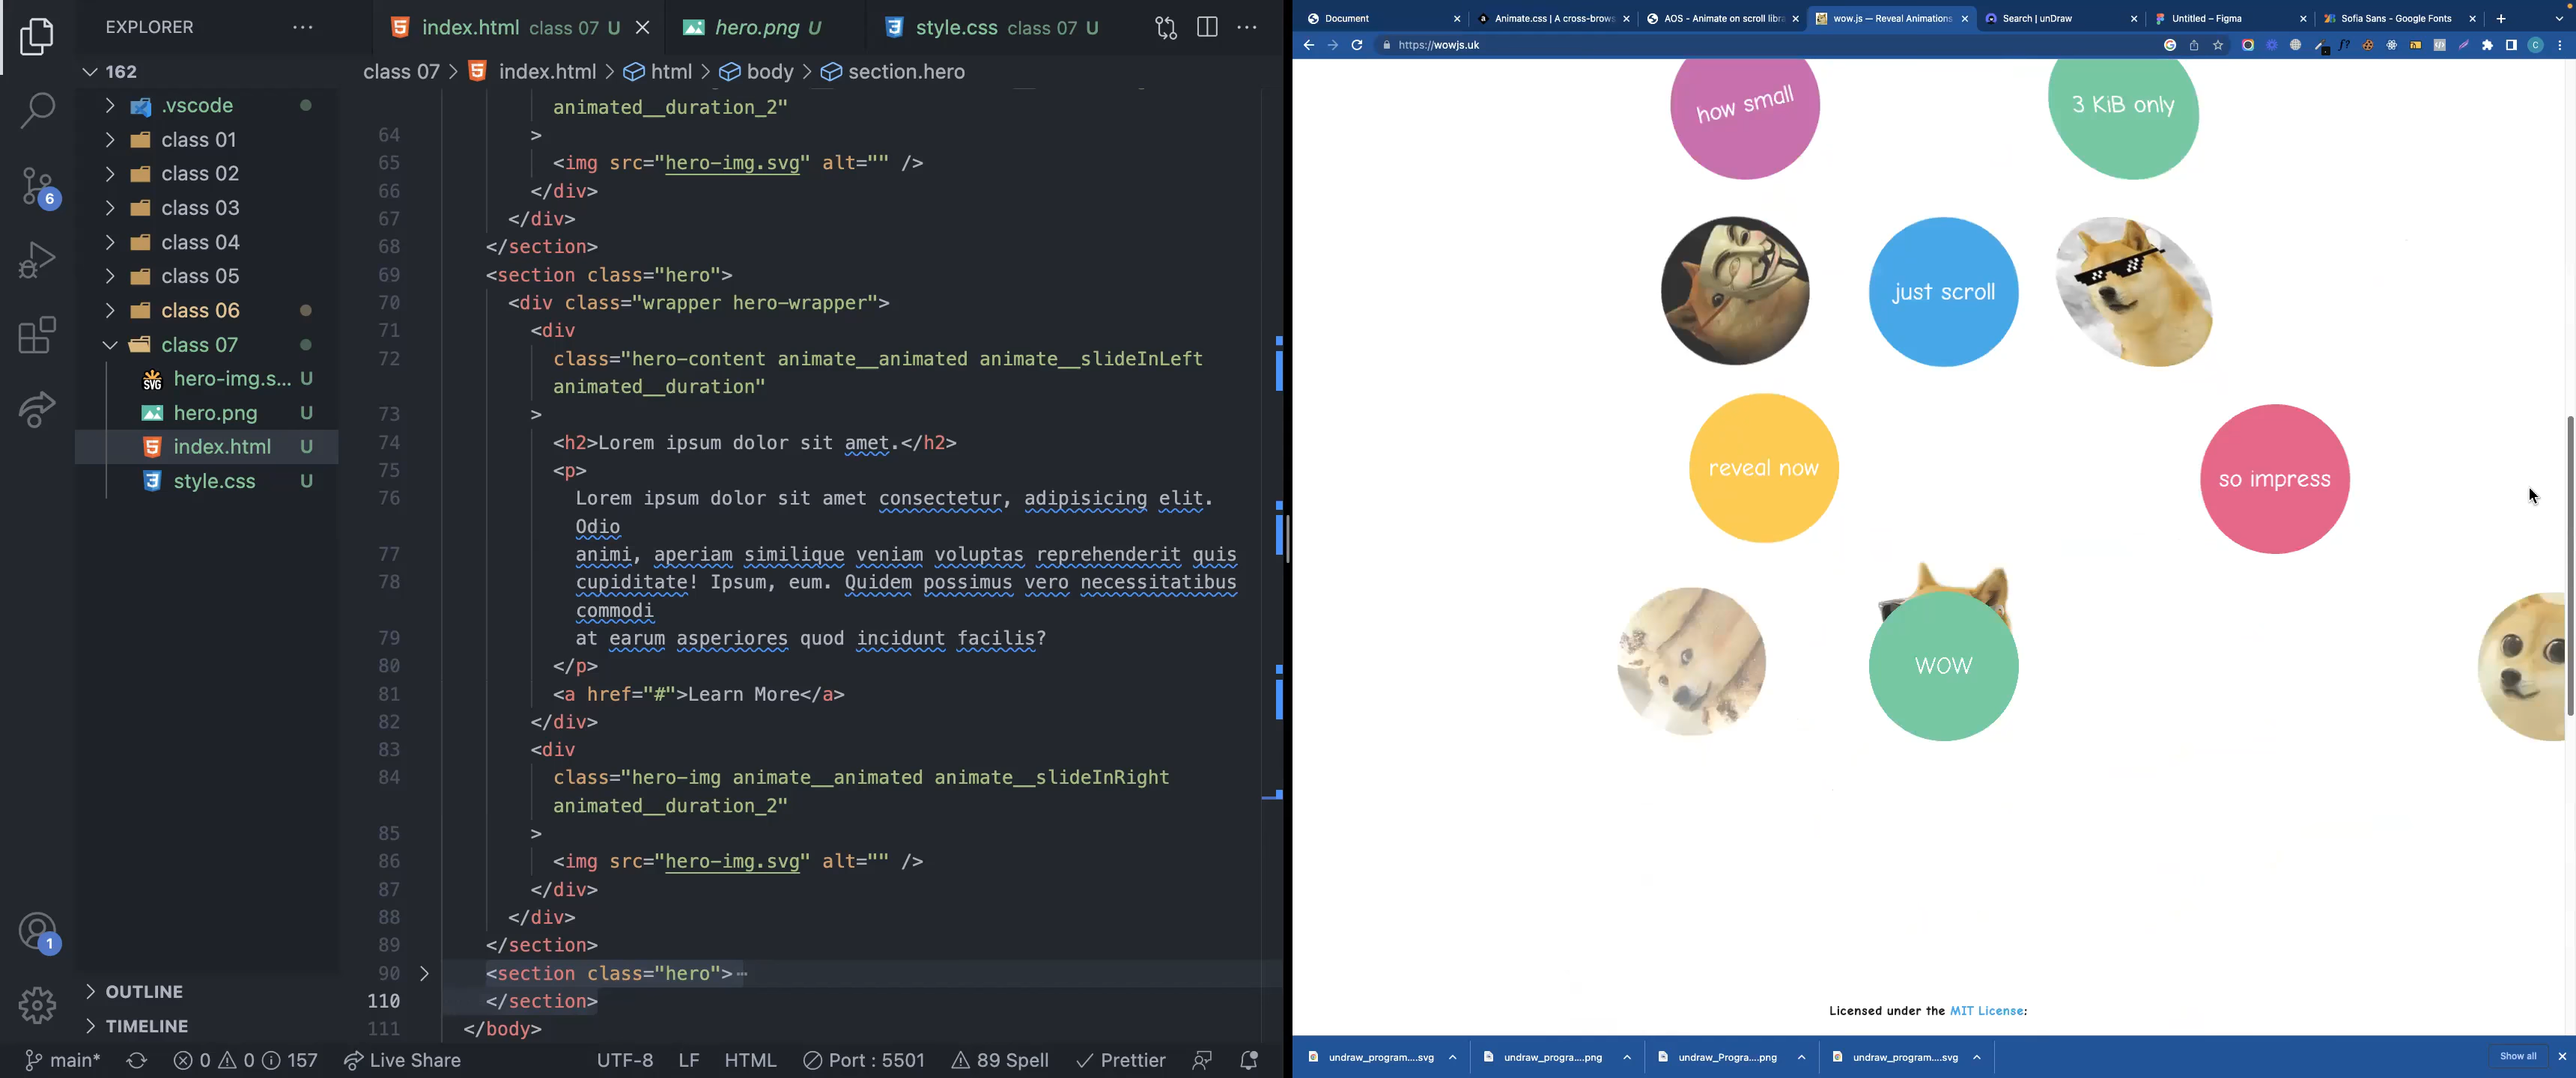 EXPLORER
162
.vscode
class 01
class 02
class 03
class 04
class 05
class 06
class 07
hero-img.s... U
hero.png U
index.html U
style.css U
OUTLINE
TIMELINE
6
1
index.html class 07 U
hero.png U
style.css class 07 U
class 07 > index.html > html > body > section.hero
animated__duration_2"
64 >
65 <img src="hero-img.svg" alt="" />
66 </div>
67 </div>
68 </section>
69 <section class="hero">
70 <div class="wrapper hero-wrapper">
71 <div
72 class="hero-content animate__animated animate__slideInLeft
animated__duration"
73 >
74 <h2>Lorem ipsum dolor sit amet.</h2>
75 <p>
76 Lorem ipsum dolor sit amet consectetur, adipisicing elit.
Odio
77 animi, aperiam similique veniam voluptas reprehenderit quis
78 cupiditate! Ipsum, eum. Quidem possimus vero necessitatibus
commodi
79 at earum asperiores quod incidunt facilis?
80 </p>
81 <a href="#">Learn More</a>
82 </div>
83 <div
84 class="hero-img animate__animated animate__slideInRight
animated__duration_2"
85 >
86 <img src="hero-img.svg" alt="" />
87 </div>
88 </div>
89 </section>
90 <section class="hero">
110 </section>
111 </body>
main* 0 0 157 Live Share UTF-8 LF HTML Port : 5501 89 Spell Prettier
Document
Animate.css | A cross-brows
AOS - Animate on scroll libra
wow.js — Reveal Animations
Search | unDraw
Untitled – Figma
Sofia Sans - Google Fonts
https://wowjs.uk
how small
3 KiB only
just scroll
reveal now
so impress
WOW
Licensed under the MIT License:
undraw_program....svg
undraw_progra....png
undraw_Progra....png
undraw_program....svg
Show all